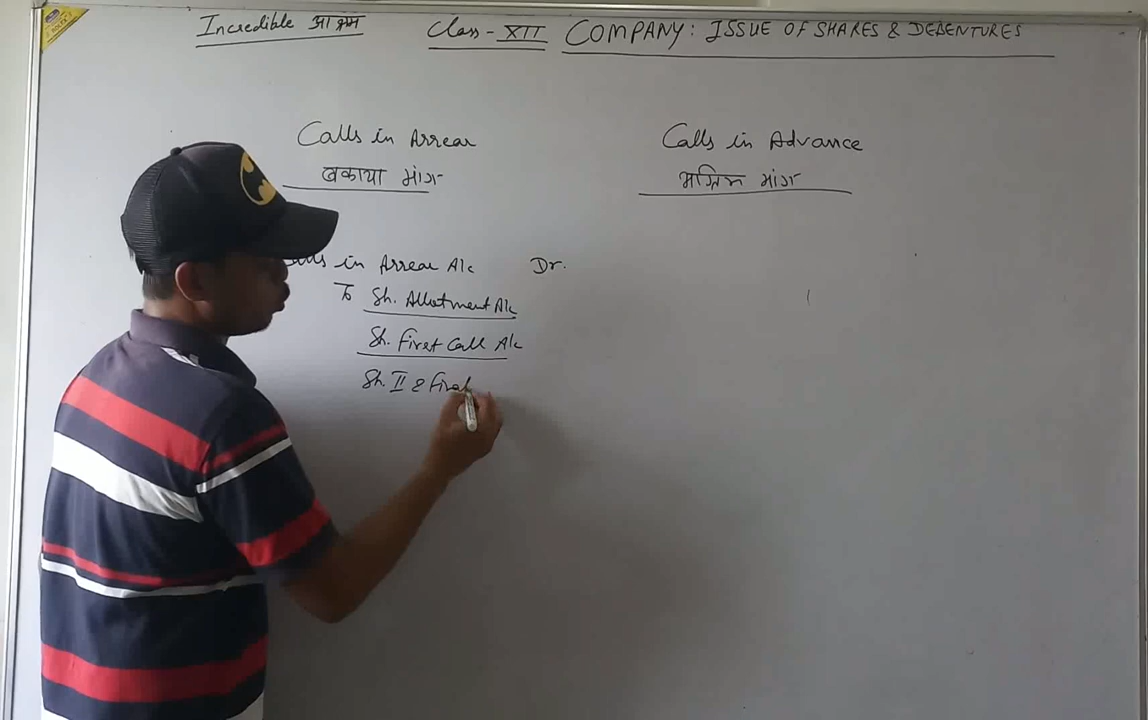 Incredible आश्रम
Class - XII COMPANY: ISSUE OF SHARES & DEBENTURES
Calls in Arrear
बकाया मांग
Calls in Advance
अग्रिम मांग
Calls in Arrear A/c Dr.
To Sh. Allotment A/c
Sh. First Call A/c
Sh. II & Final